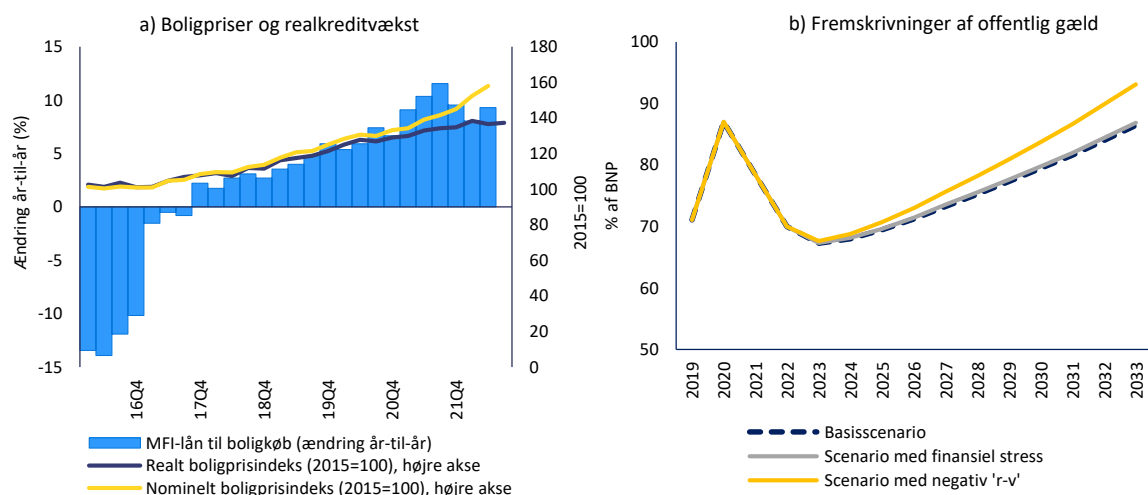 a) Boligpriser og realkreditvækst
Ændring år-til-år (%)
15
10
5
0
-5
-10
-15
180
160
140
120
100
80
60
40
20
0
2015=100
16Q4
17Q4
18Q4
19Q4
20Q4
21Q4
MFI-lån til boligkøb (ændring år-til-år)
Realt boligprisindeks (2015=100), højre akse
Nominelt boligprisindeks (2015=100), højre akse
b) Fremskrivninger af offentlig gæld
% af BNP
100
90
80
70
60
50
2019
2020
2021
2022
2023
2024
2025
2026
2027
2028
2029
2030
2031
2032
2033
Basisscenario
Scenario med finansiel stress
Scenario med negativ 'r-v'